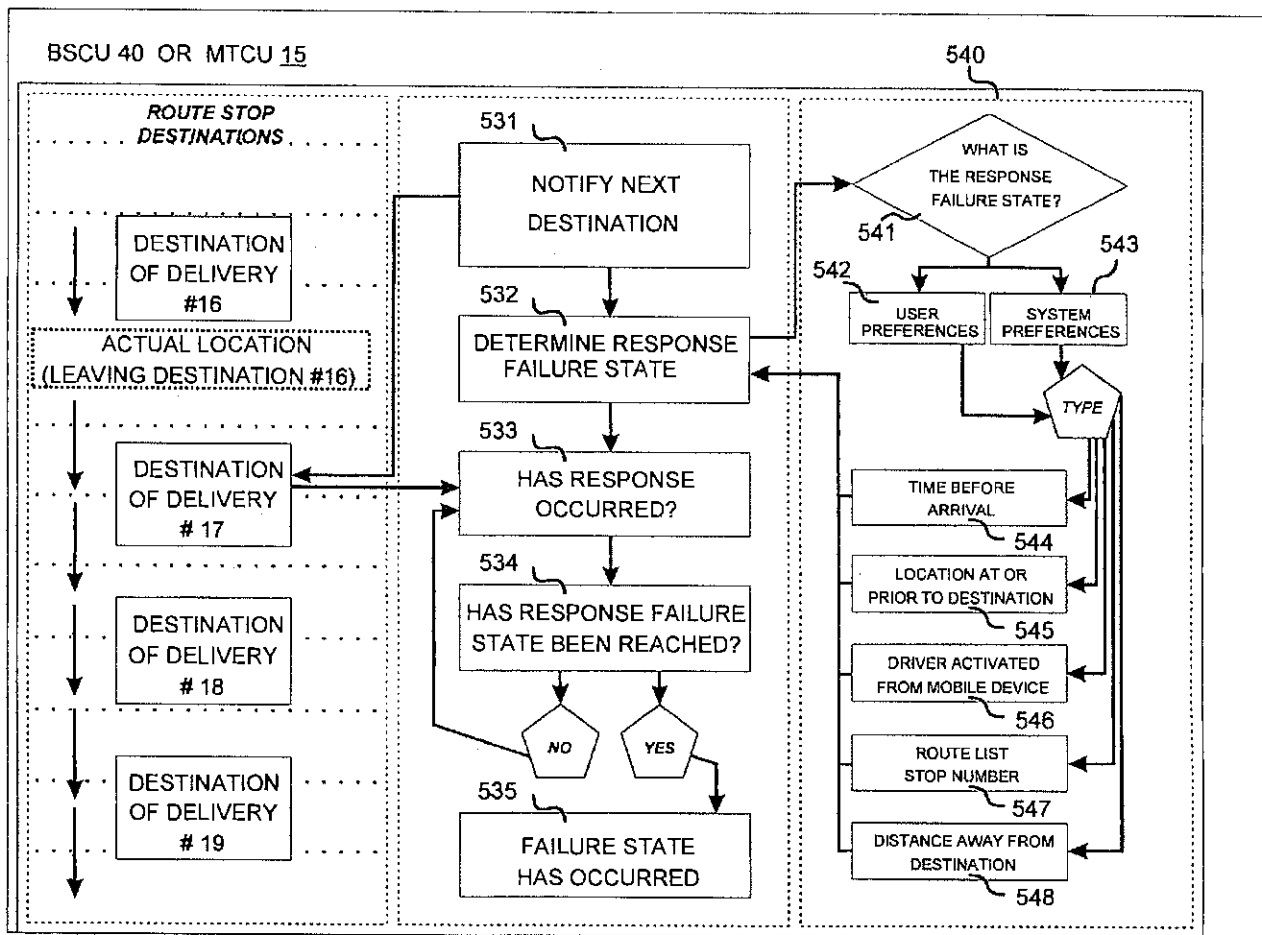 BSCU 40 OR MTCU 15
ROUTE STOP
DESTINATIONS
DESTINATION
OF DELIVERY
#16
ACTUAL LOCATION
(LEAVING DESTINATION #16)
DESTINATION
OF DELIVERY
# 17
DESTINATION
OF DELIVERY
# 18
DESTINATION
OF DELIVERY
# 19
531
NOTIFY NEXT
DESTINATION
532
DETERMINE RESPONSE
FAILURE STATE
533
HAS RESPONSE
OCCURRED?
534
HAS RESPONSE FAILURE
STATE BEEN REACHED?
NO
YES
535
FAILURE STATE
HAS OCCURRED
540
WHAT IS
THE RESPONSE
FAILURE STATE?
541
542
USER
PREFERENCES
543
SYSTEM
PREFERENCES
TYPE
TIME BEFORE
ARRIVAL
544
LOCATION AT OR
PRIOR TO DESTINATION
545
DRIVER ACTIVATED
FROM MOBILE DEVICE
546
ROUTE LIST
STOP NUMBER
547
DISTANCE AWAY FROM
DESTINATION
548